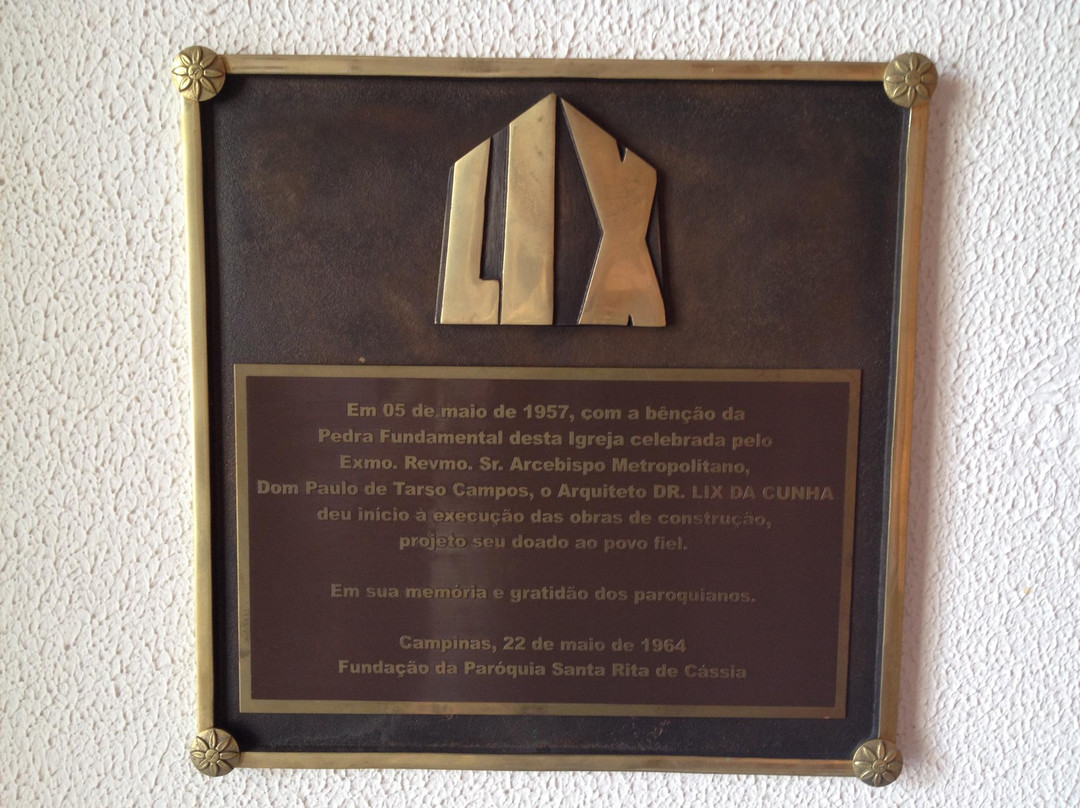 LIX
Em 05 de maio de 1957, com a bênção da
Pedra Fundamental desta Igreja celebrada pelo
Exmo. Revmo. Sr. Arcebispo Metropolitano,
Dom Paulo de Tarso Campos, o Arquiteto DR. LIX DA CUNHA
deu início à execução das obras de construção,
projeto seu doado ao povo fiel.
Em sua memória e gratidão dos paroquianos.
Campinas, 22 de maio de 1964
Fundação da Paróquia Santa Rita de Cássia